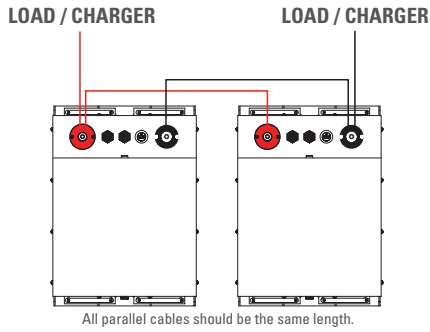 LOAD / CHARGER
LOAD / CHARGER
All parallel cables should be the same length.